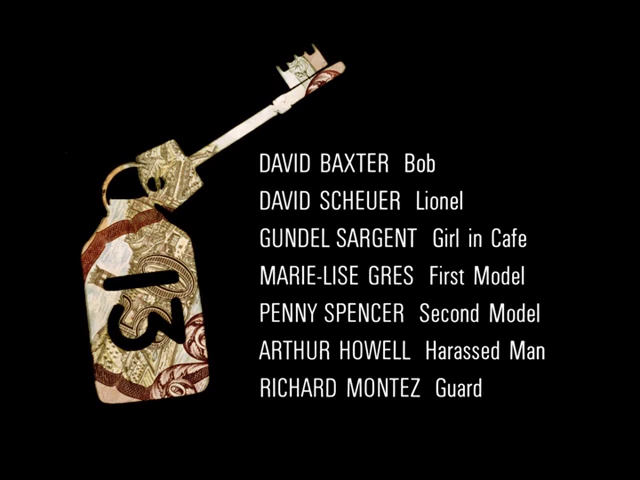 DAVID BAXTER Bob
DAVID SCHEUER Lionel
GUNDEL SARGENT Girl in Cafe
MARIE-LISE GRES First Model
PENNY SPENCER Second Model
ARTHUR HOWELL Harassed Man
RICHARD MONTEZ Guard
13